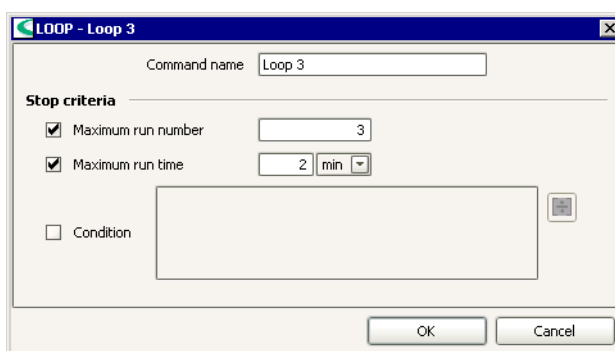 LOOP - Loop 3
Command name Loop 3
Stop criteria
Maximum run number 3
Maximum run time 2 min
Condition
OK Cancel